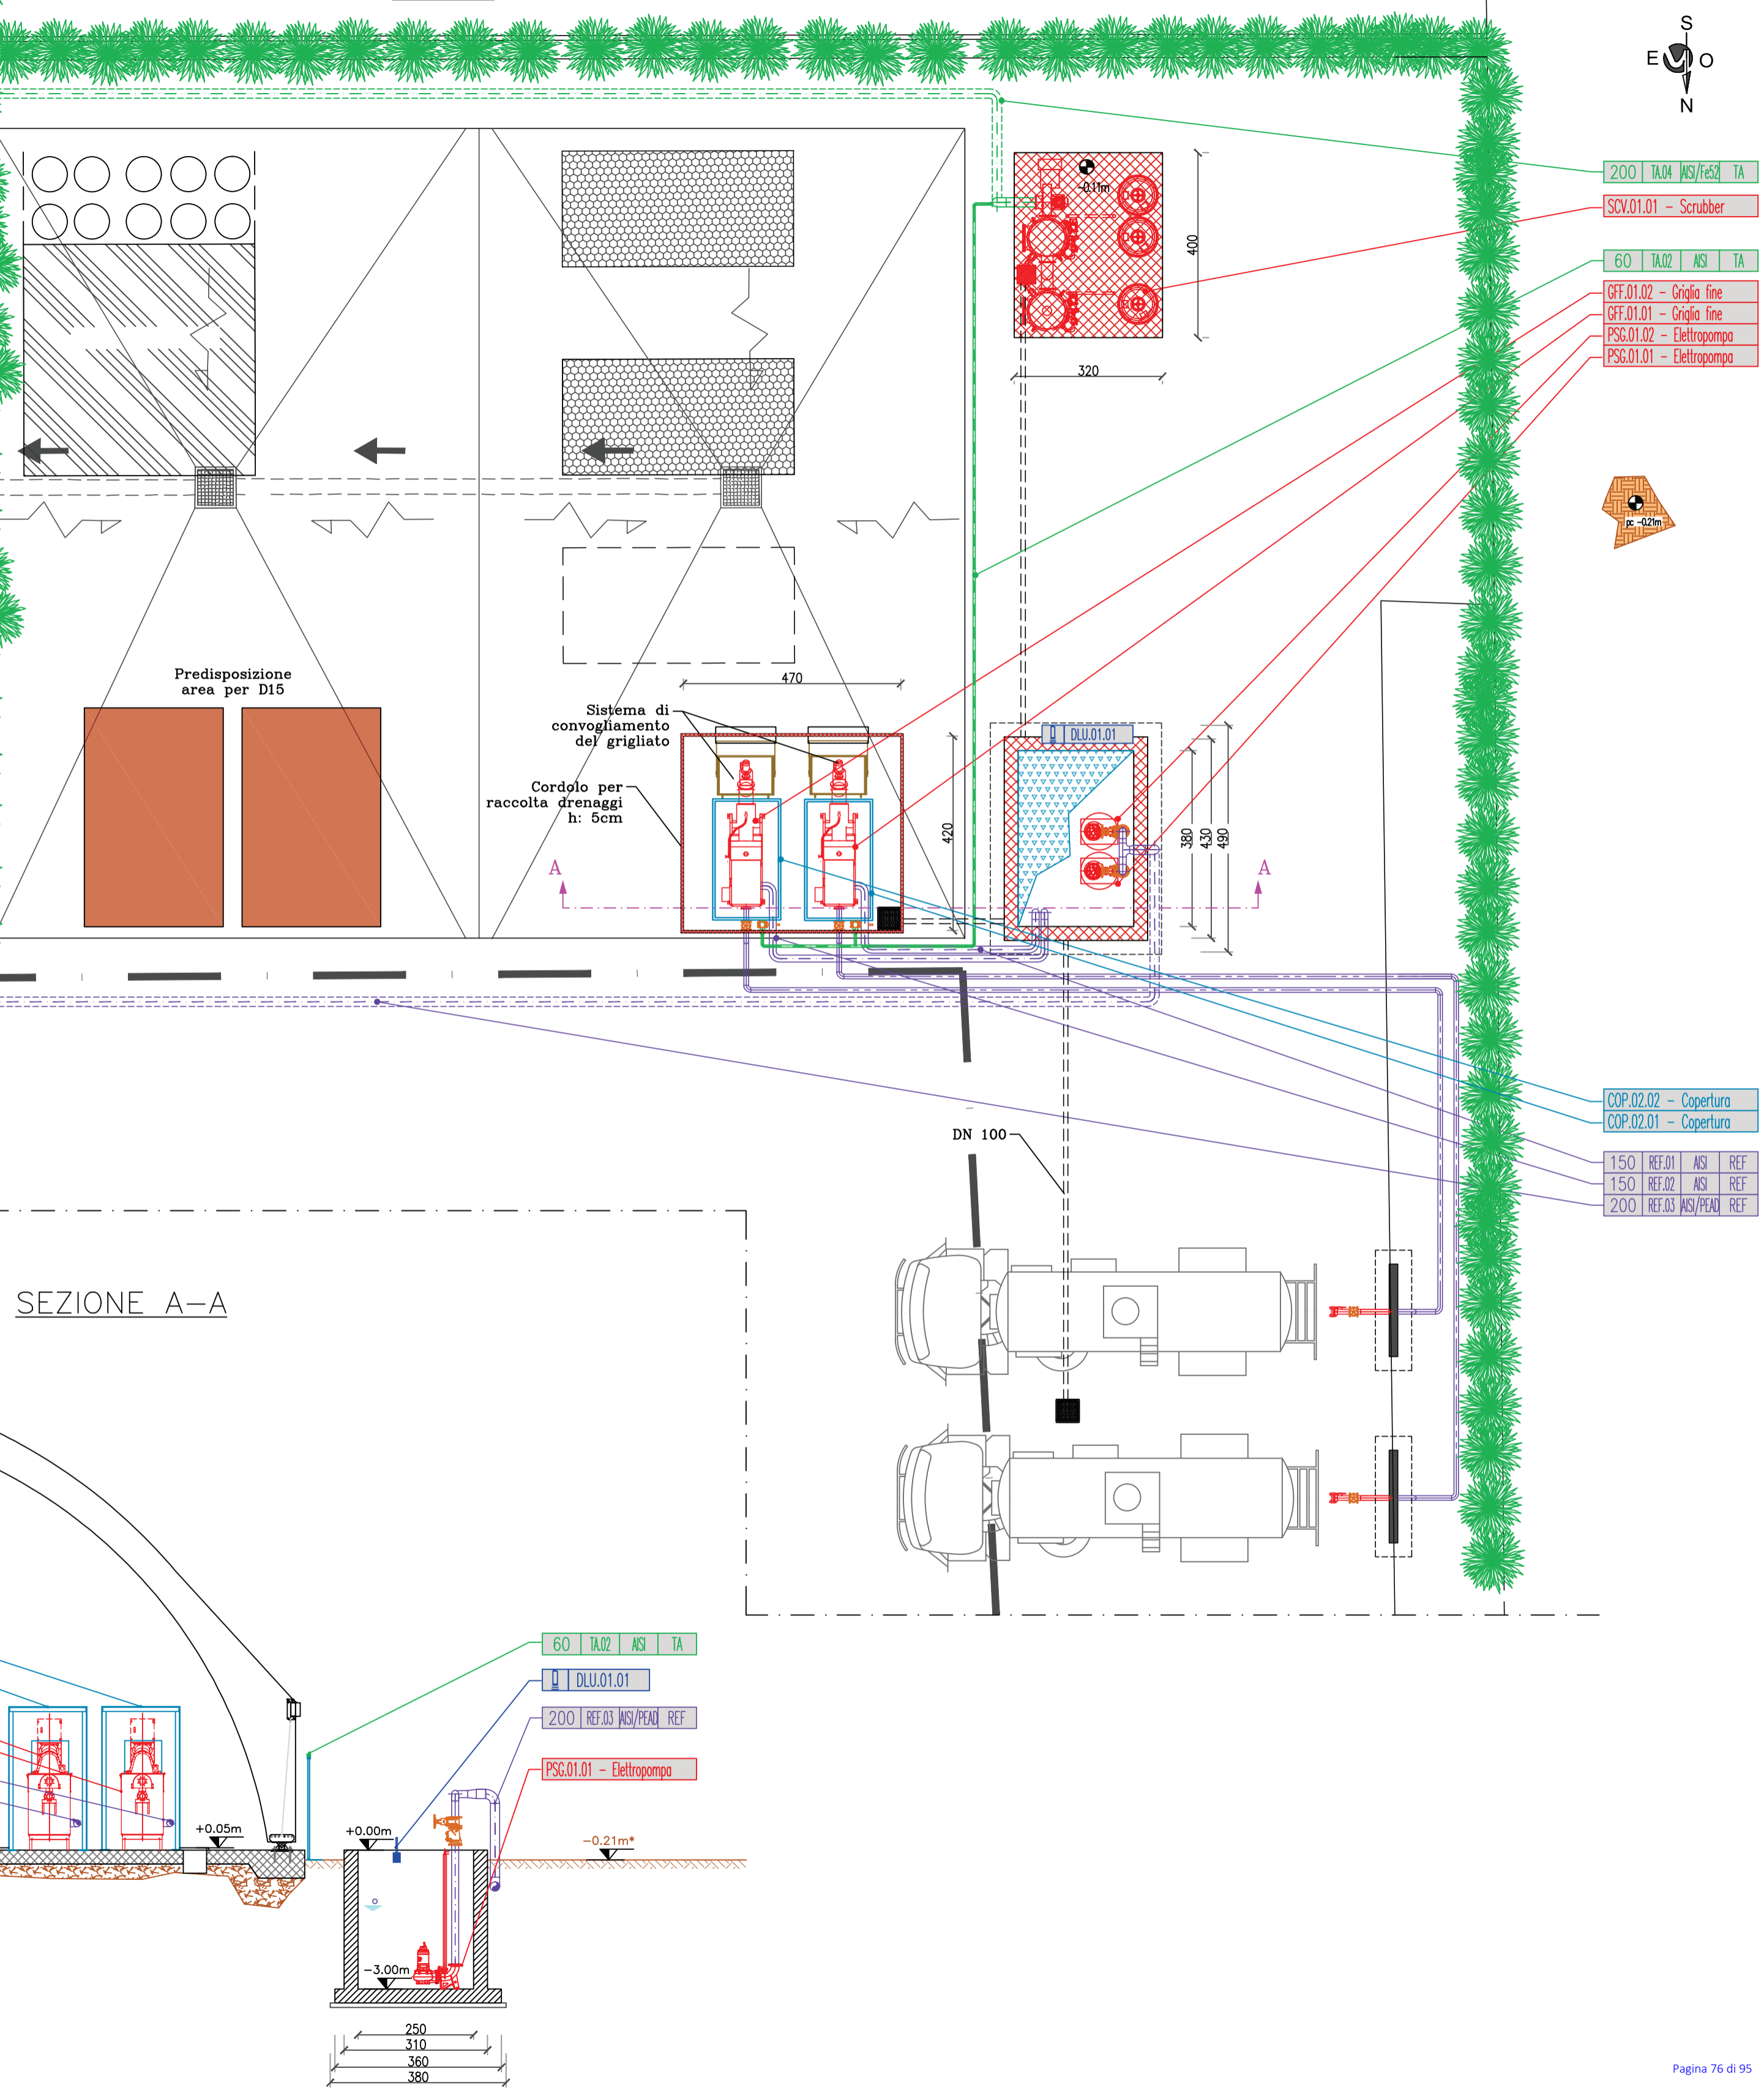 S
E O
N
200 TA.04 AISI/Fe52 TA
-0.11m
SCV.01.01 - Scrubber
400
60 TA.02 AISI TA
GFF.01.02 - Griglia fine
GFF.01.01 - Griglia fine
PSG.01.02 - Elettropompa
PSG.01.01 - Elettropompa
320
pc -0.21m
Predisposizione
area per D15
470
Sistema di
convogliamento
del grigliato
DLU.01.01
Cordolo per
raccolta drenaggi
h: 5cm
420
380
430
490
A A
COP.02.02 - Copertura
COP.02.01 - Copertura
DN 100
150 REF.01 AISI REF
150 REF.02 AISI REF
200 REF.03 AISI/PEAD REF
SEZIONE A-A
60 TA.02 AISI TA
DLU.01.01
200 REF.03 AISI/PEAD REF
PSG.01.01 - Elettropompa
+0.05m
+0.00m
-0.21m*
-3.00m
250
310
360
380
Pagina 76 di 95